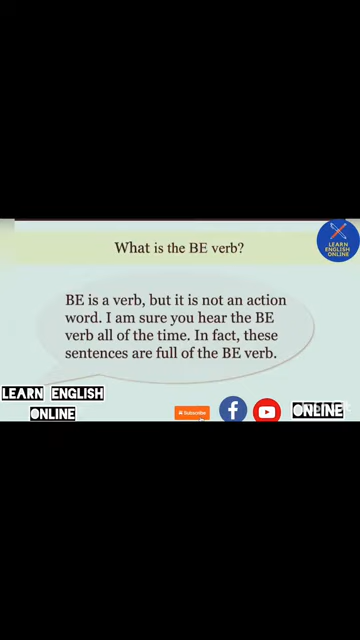 What is the BE verb?
LEARN
ENGLISH
ONLINE
BE is a verb, but it is not an action
word. I am sure you hear the BE
verb all of the time. In fact, these
sentences are full of the BE verb.
LEARN ENGLISH
ONLINE
Subscribe
ONLINE